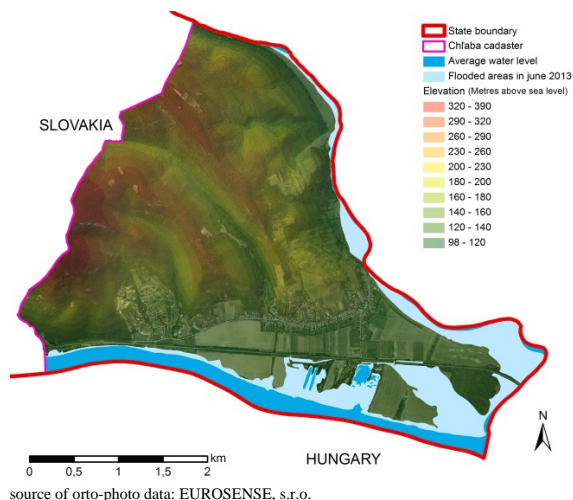 State boundary
Chľaba cadaster
Average water level
Flooded areas in june 2013
Elevation (Metres above sea level)
320 - 390
290 - 320
260 - 290
230 - 260
200 - 230
180 - 200
160 - 180
140 - 160
120 - 140
98 - 120
SLOVAKIA
N
km
0 0,5 1 1 2
HUNGARY
source of orto-photo data: EUROSENSE, s.r.o.